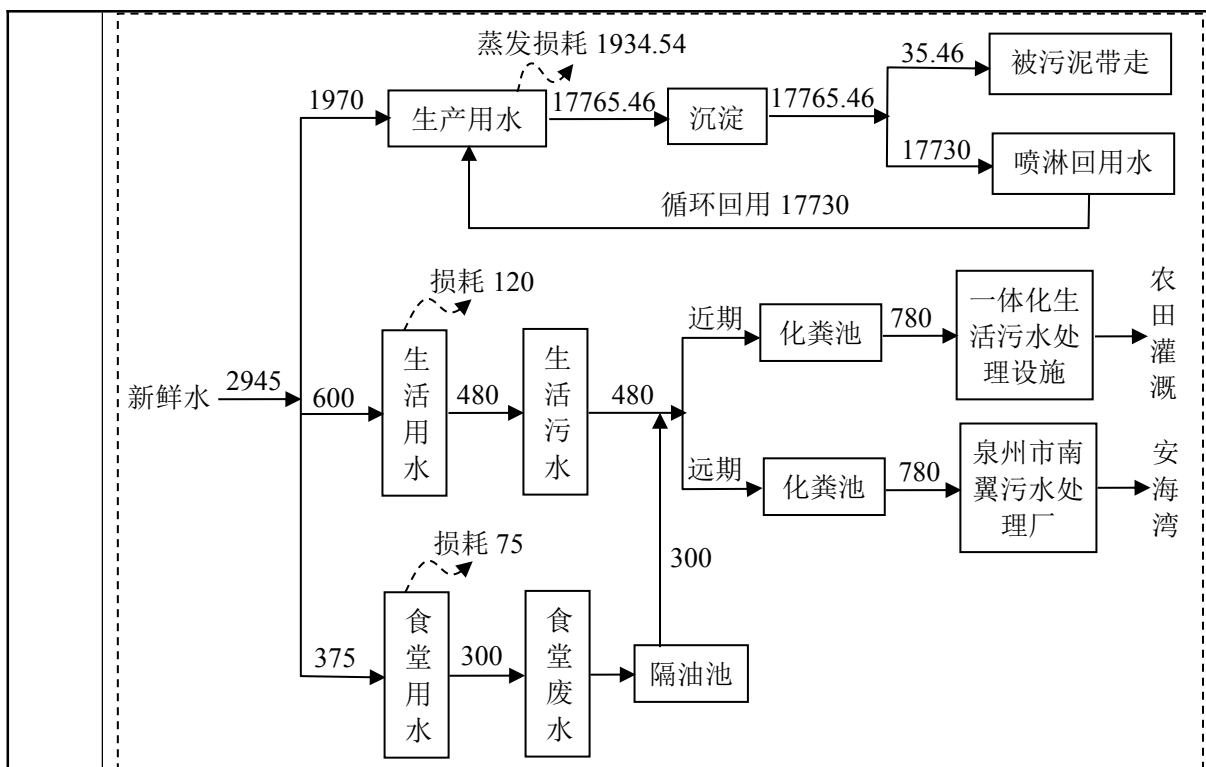 蒸发损耗 1934.54
1970
生产用水
17765.46
沉淀
17765.46
35.46
被污泥带走
17730
喷淋回用水
循环回用 17730
新鲜水
2945
损耗 120
600
生活用水
480
生活污水
480
近期
化粪池
780
一体化生
活污水处
理设施
农田灌溉
远期
化粪池
780
泉州市南
翼污水处
理厂
安海湾
损耗 75
375
食堂用水
300
食堂废水
隔油池
300